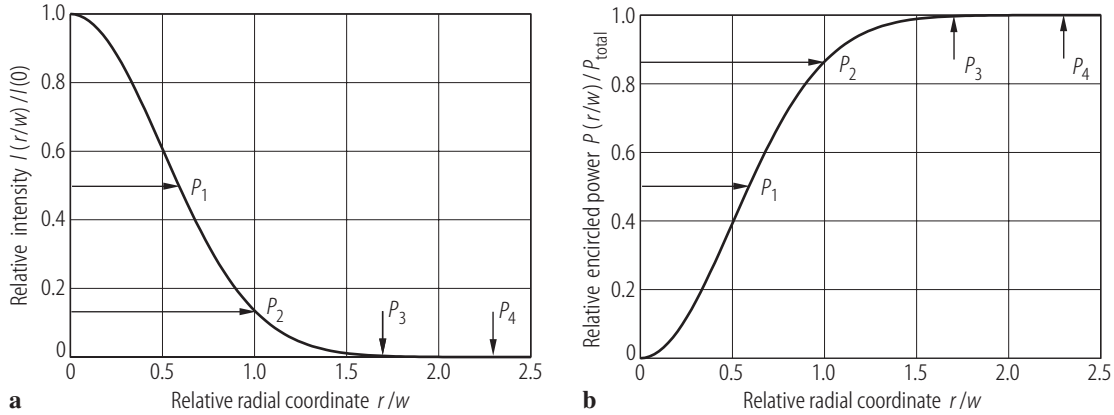 1.0
0.8
0.6
0.4
0.2
0
Relative intensity I (r/w) / I(0)
P1
P2
P3
P4
0 0.5 1.0 1.5 2.0 2.5
a Relative radial coordinate r/w
1.0
0.8
0.6
0.4
0.2
0
Relative encircled power P (r/w) / Ptotal
P1
P2
P3
P4
0 0.5 1.0 1.5 2.0 2.5
b Relative radial coordinate r/w